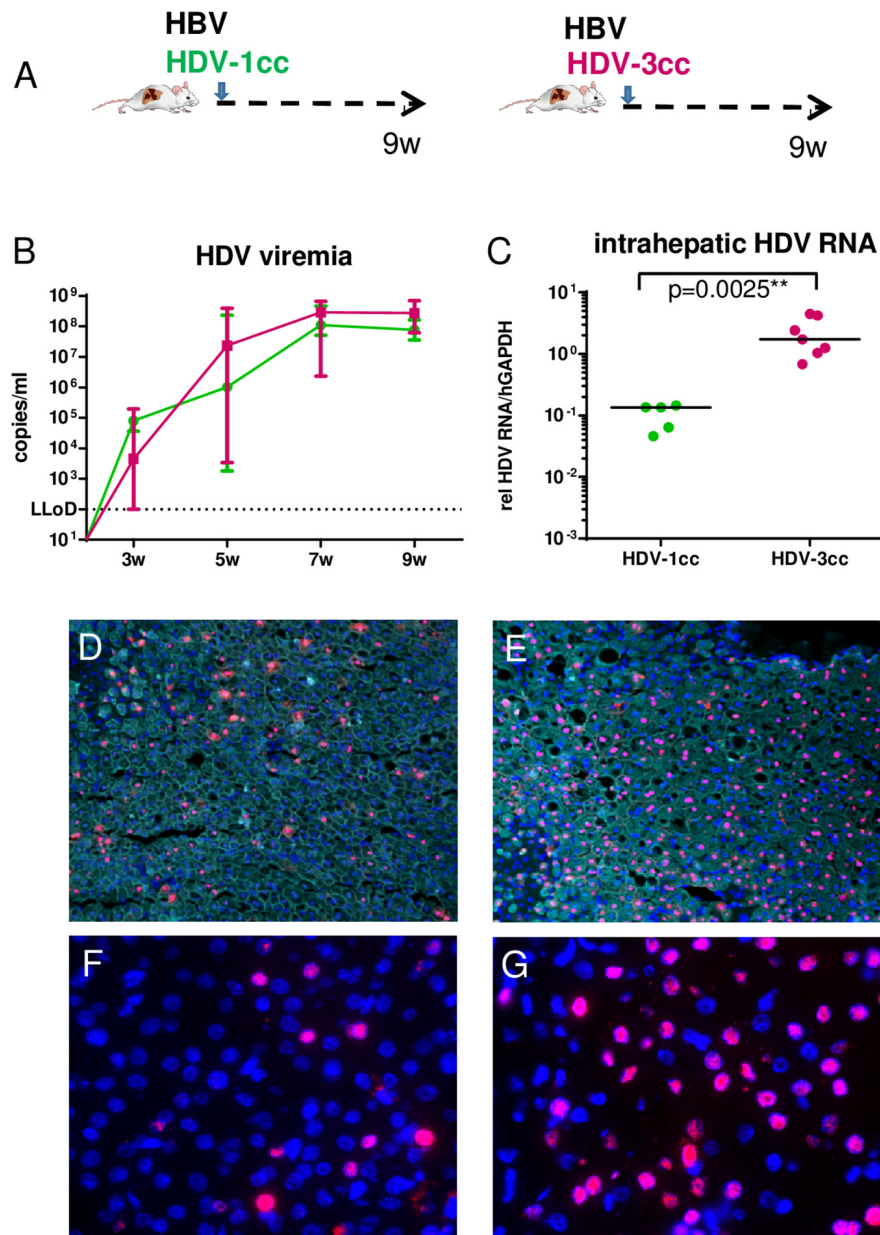 A
HBV
HDV-1cc
9w
HBV
HDV-3cc
9w
B
HDV viremia
copies/ml
10⁹
10⁸
10⁷
10⁶
10⁵
10⁴
10³
LLoD
10¹
3w
5w
7w
9w
C
intrahepatic HDV RNA
p=0.0025**
rel HDV RNA/hGAPDH
10¹
10⁰
10⁻¹
10⁻²
10⁻³
HDV-1cc
HDV-3cc
D
E
F
G